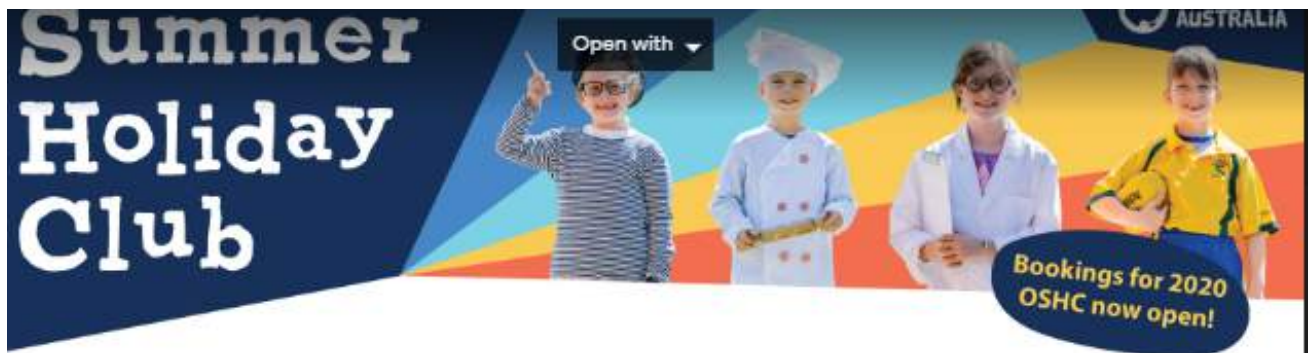 Summer
Holiday
Club
Open with
AUSTRALIA
Bookings for 2020
OSHC now open!